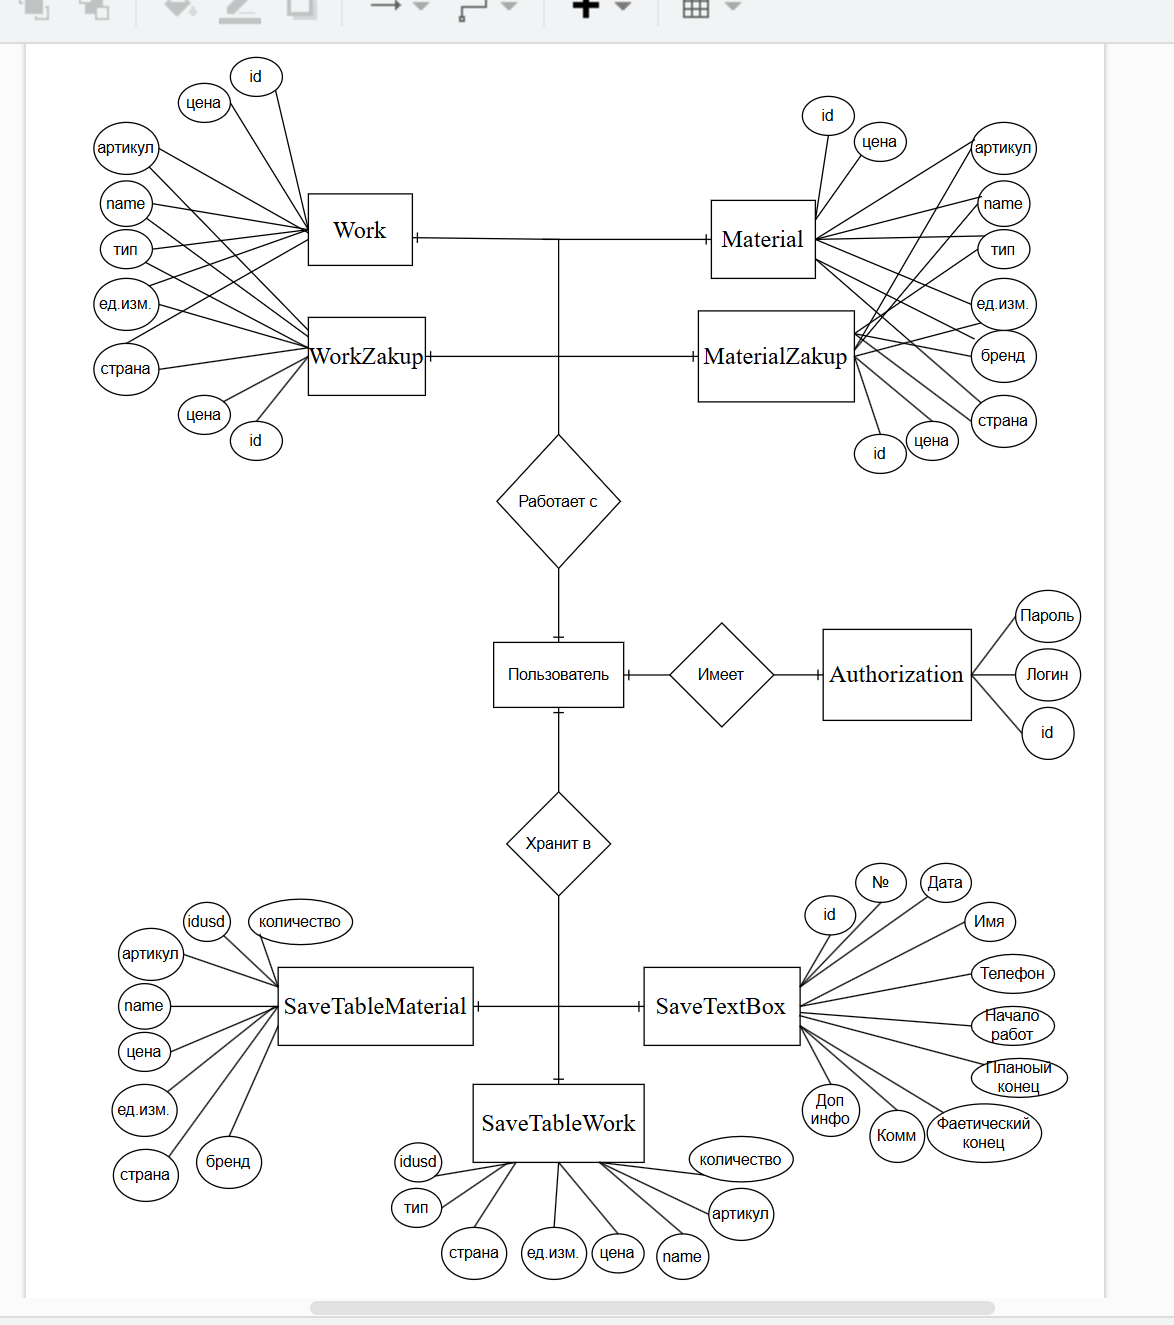 id
цена
артикул
name
тип
ед.изм.
страна
цена
id
Work
WorkZakup
id
цена
артикул
name
тип
ед.изм.
бренд
страна
цена
id
Material
MaterialZakup
Работает с
Пользователь
Имеет
Authorization
Пароль
Логин
id
Хранит в
idusd
количество
артикул
name
цена
ед.изм.
страна
бренд
SaveTableMaterial
SaveTextBox
id
№
Дата
Имя
Телефон
Начало
работ
Планоый
конец
Фаетический
конец
Комм
Доп
инфо
SaveTableWork
idusd
тип
страна
ед.изм.
цена
name
артикул
количество